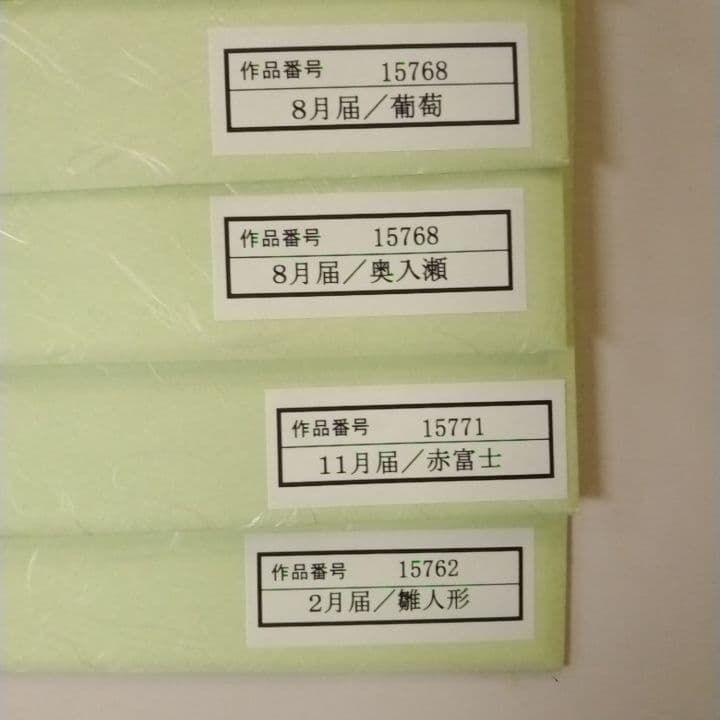 作品番号 15768
8月届／葡萄
作品番号 15768
8月届／奥入瀬
作品番号 15771
11月届／赤富士
作品番号 15762
2月届／雛人形